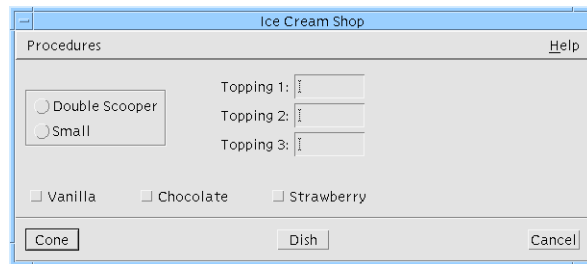 Ice Cream Shop
Procedures Help
Topping 1:
Double Scooper
Topping 2:
Small
Topping 3:
Vanilla Chocolate Strawberry
Cone Dish Cancel